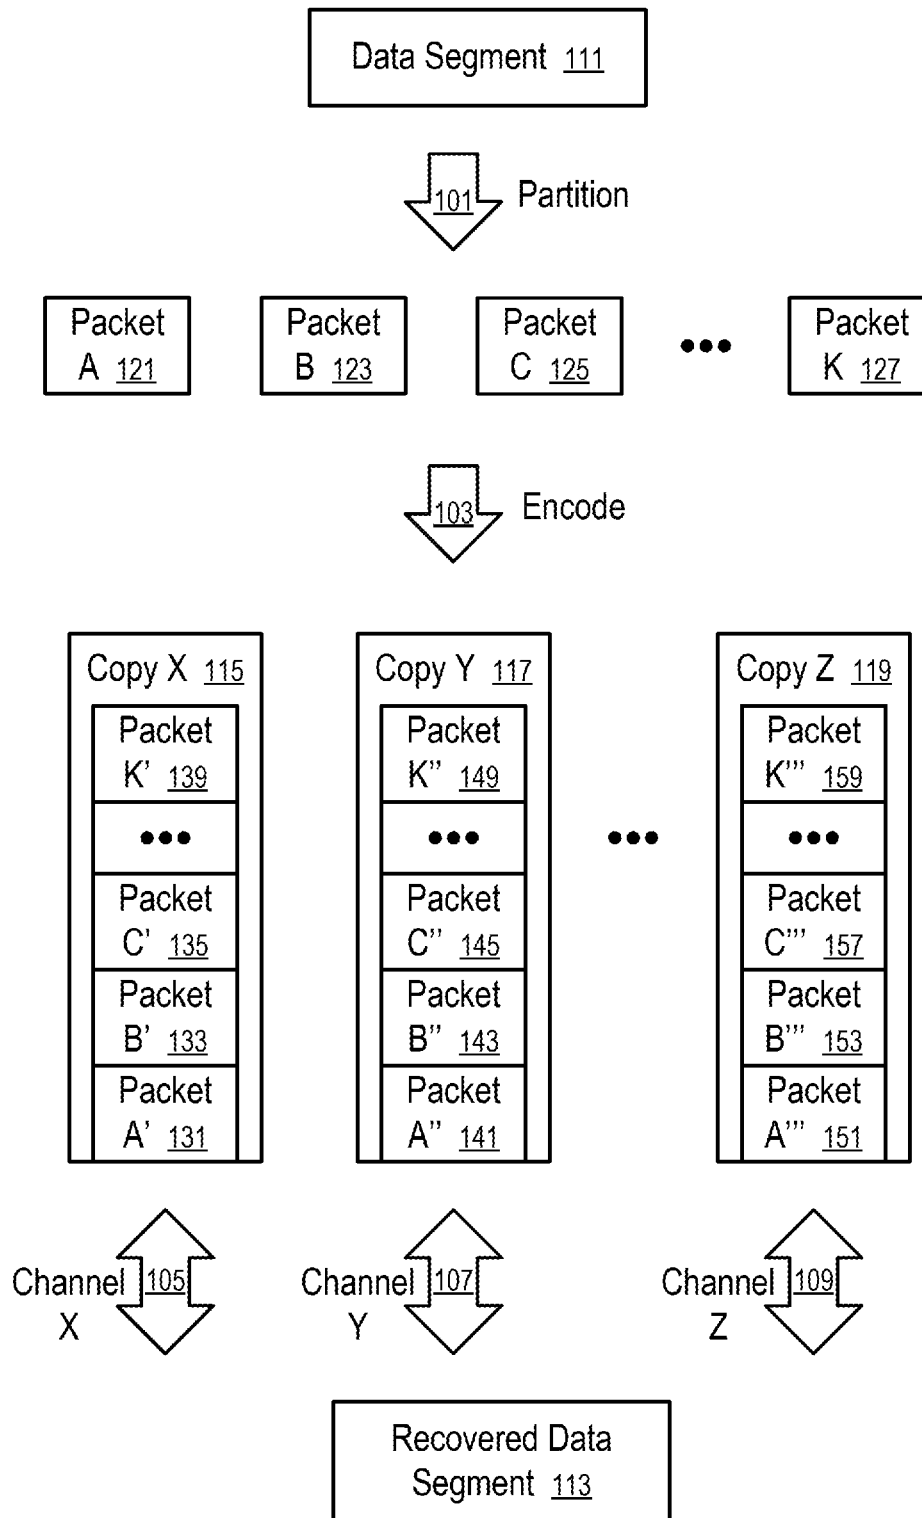 Data Segment 111
101 Partition
Packet A 121
Packet B 123
Packet C 125
•••
Packet K 127
103 Encode
Copy X 115
Packet K' 139
•••
Packet C' 135
Packet B' 133
Packet A' 131
Copy Y 117
Packet K'' 149
•••
Packet C'' 145
Packet B'' 143
Packet A'' 141
•••
Copy Z 119
Packet K''' 159
•••
Packet C''' 157
Packet B''' 153
Packet A''' 151
Channel X 105
Channel Y 107
Channel Z 109
Recovered Data
Segment 113